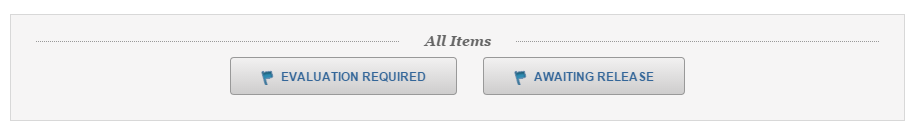 All Items
EVALUATION REQUIRED
AWAITING RELEASE